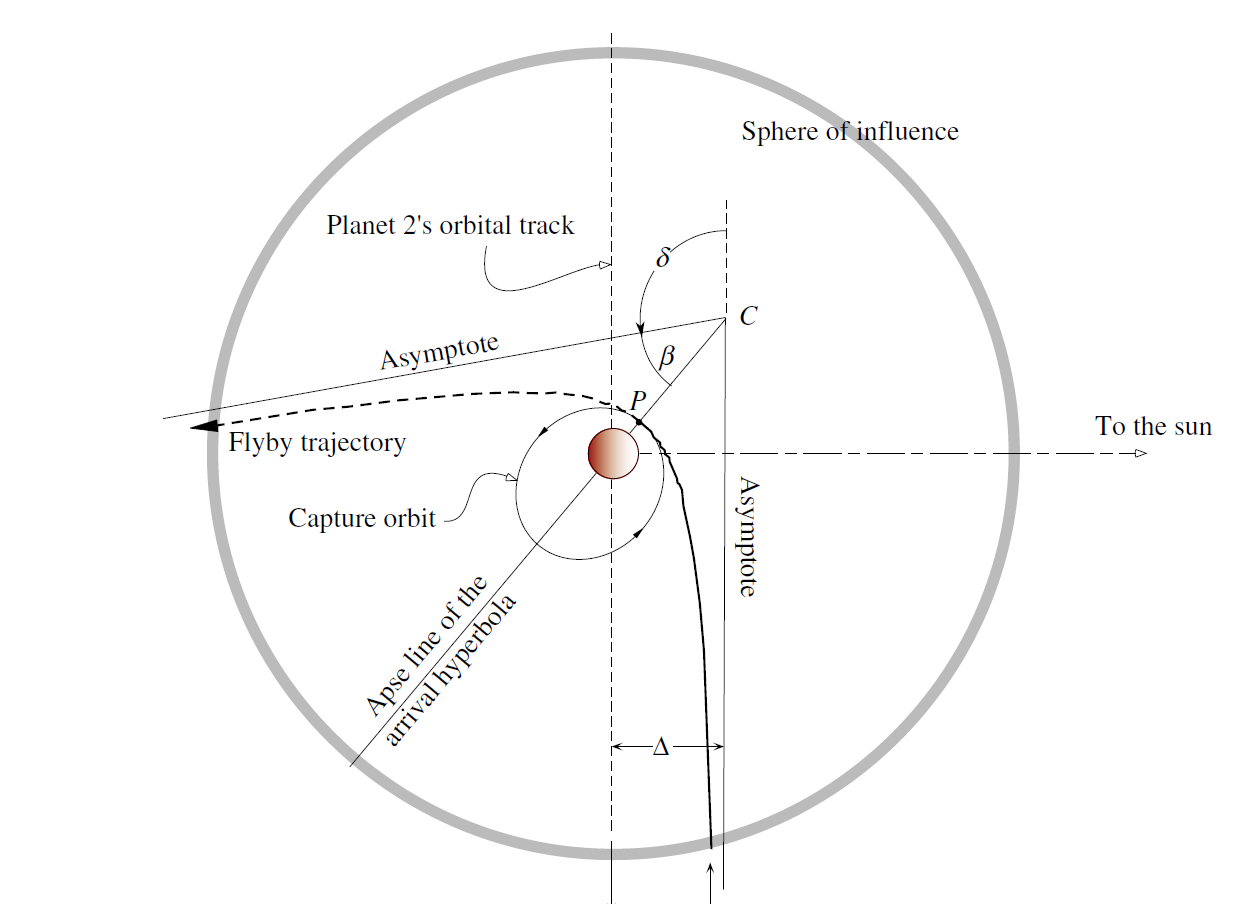 Sphere of influence
Planet 2's orbital track
δ
C
Asymptote
β
P
Flyby trajectory
To the sun
Capture orbit
Asymptote
Apse line of the
arrival hyperbola
Δ